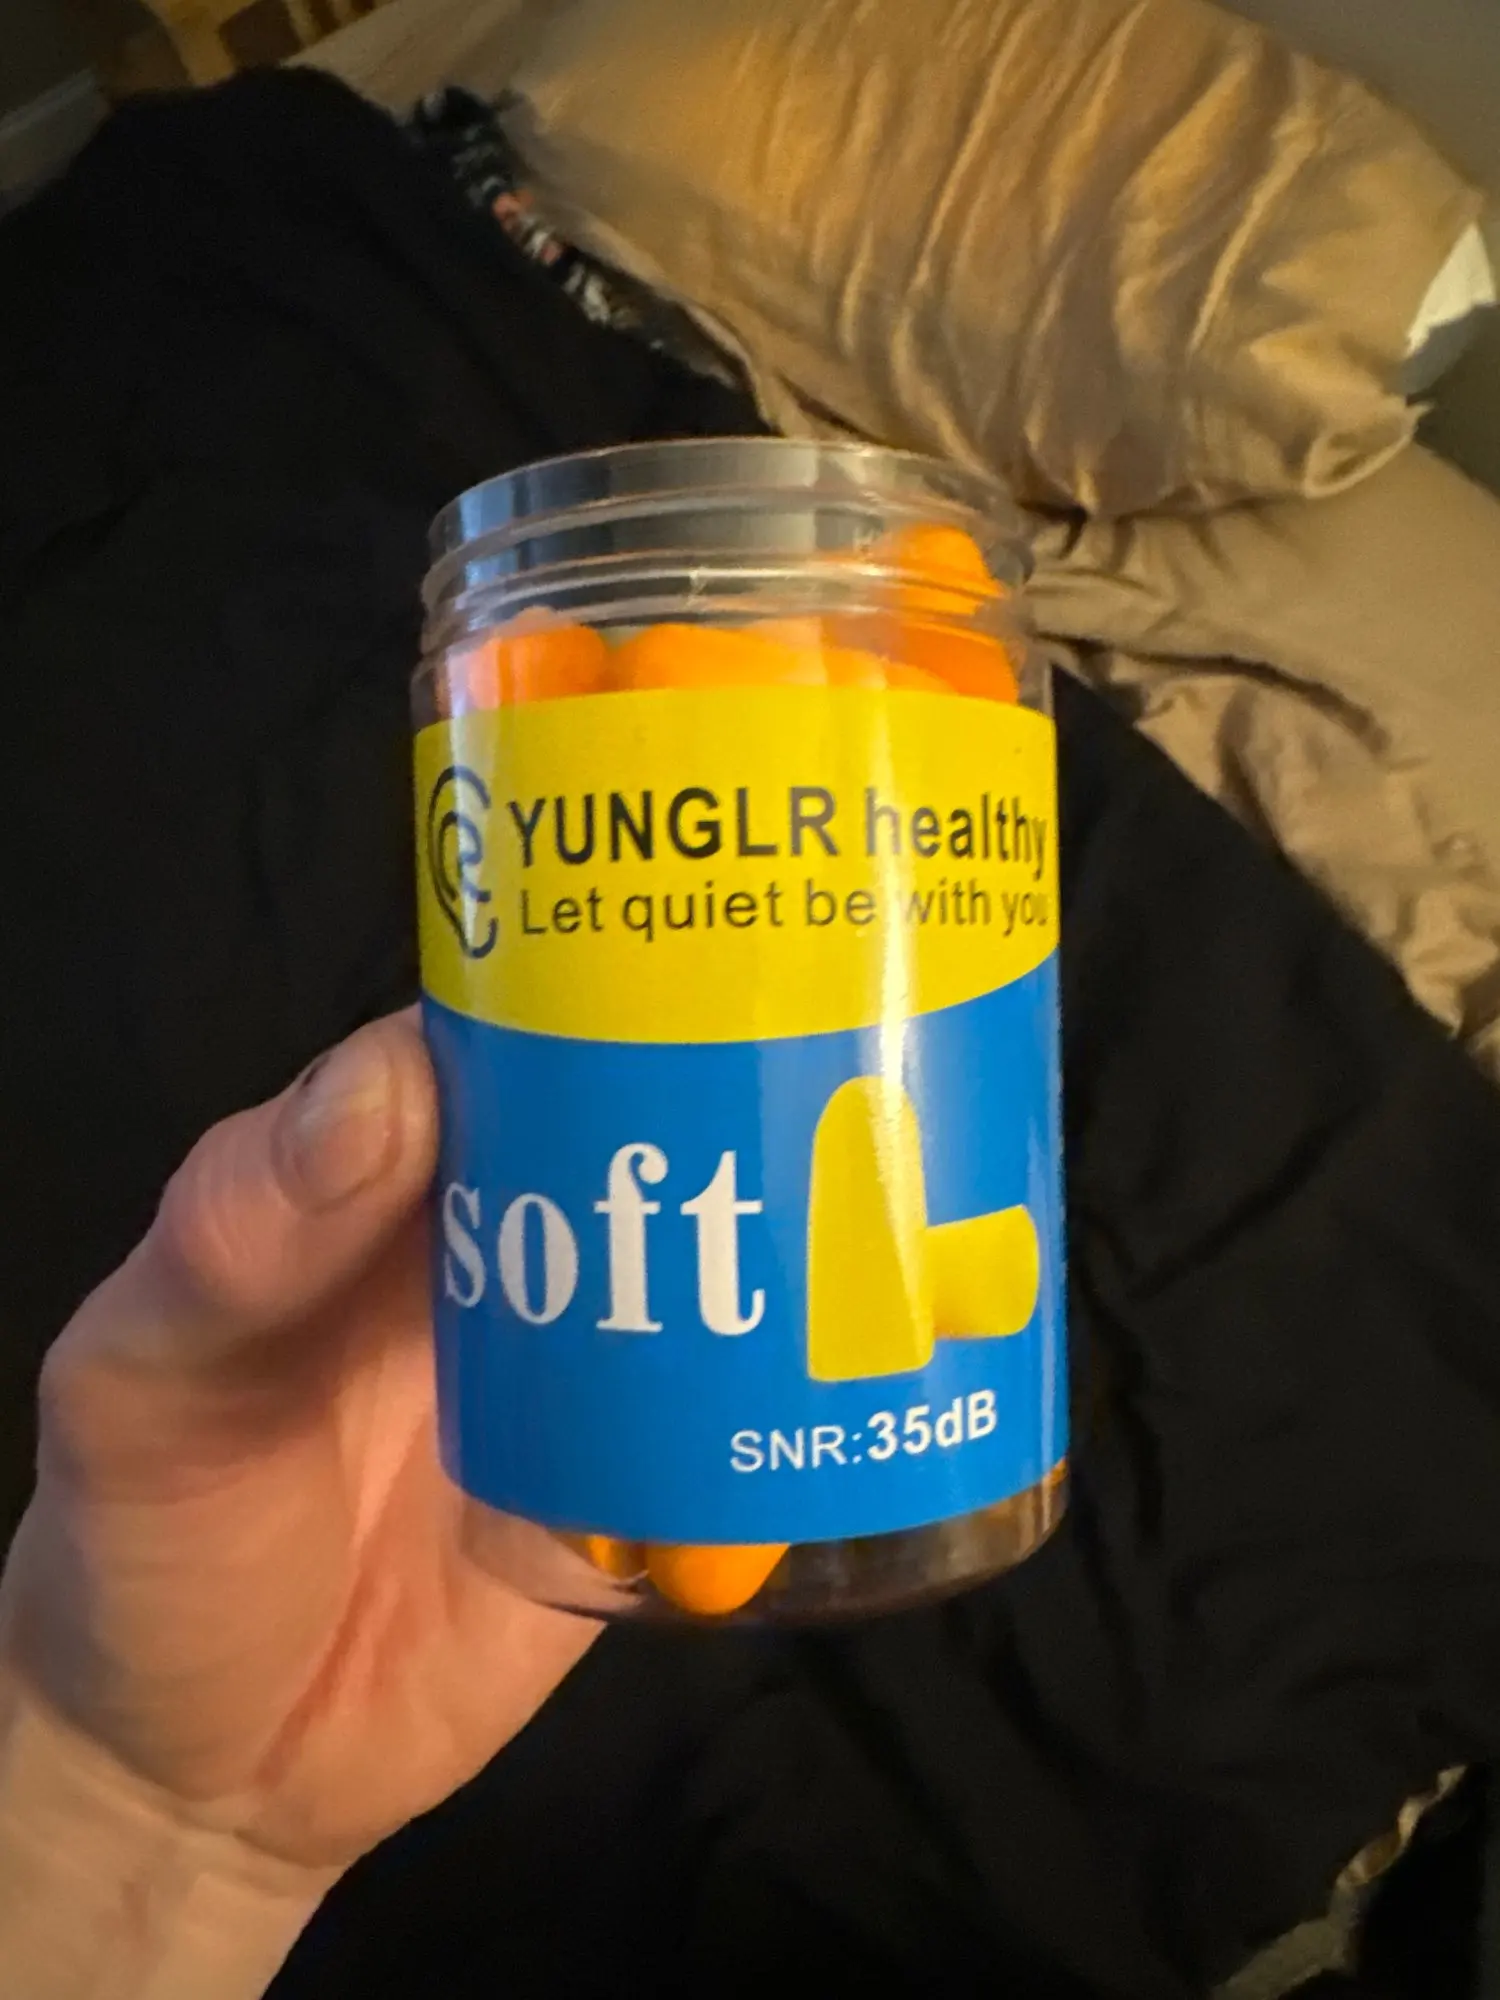 YUNGLR healthy
Let quiet be with you
soft
SNR:35dB